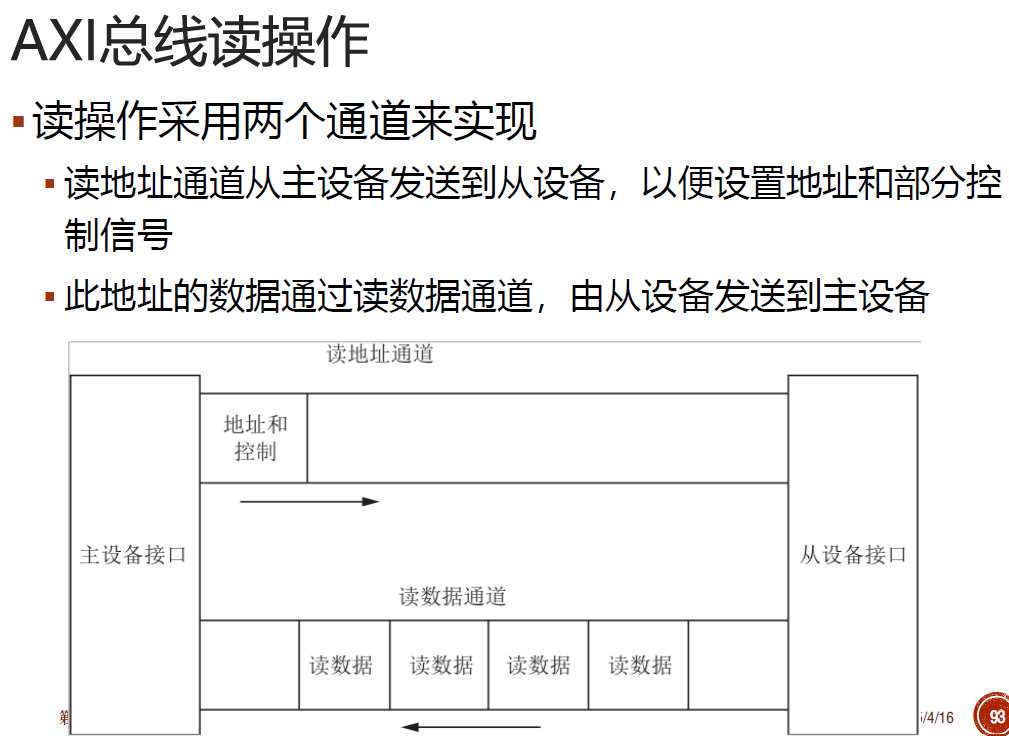 AXI总线读操作
读操作采用两个通道来实现
读地址通道从主设备发送到从设备，以便设置地址和部分控
制信号
此地址的数据通过读数据通道，由从设备发送到主设备
读地址通道
地址和
控制
主设备接口
从设备接口
读数据通道
读数据 读数据 读数据 读数据
第
/4/16
93